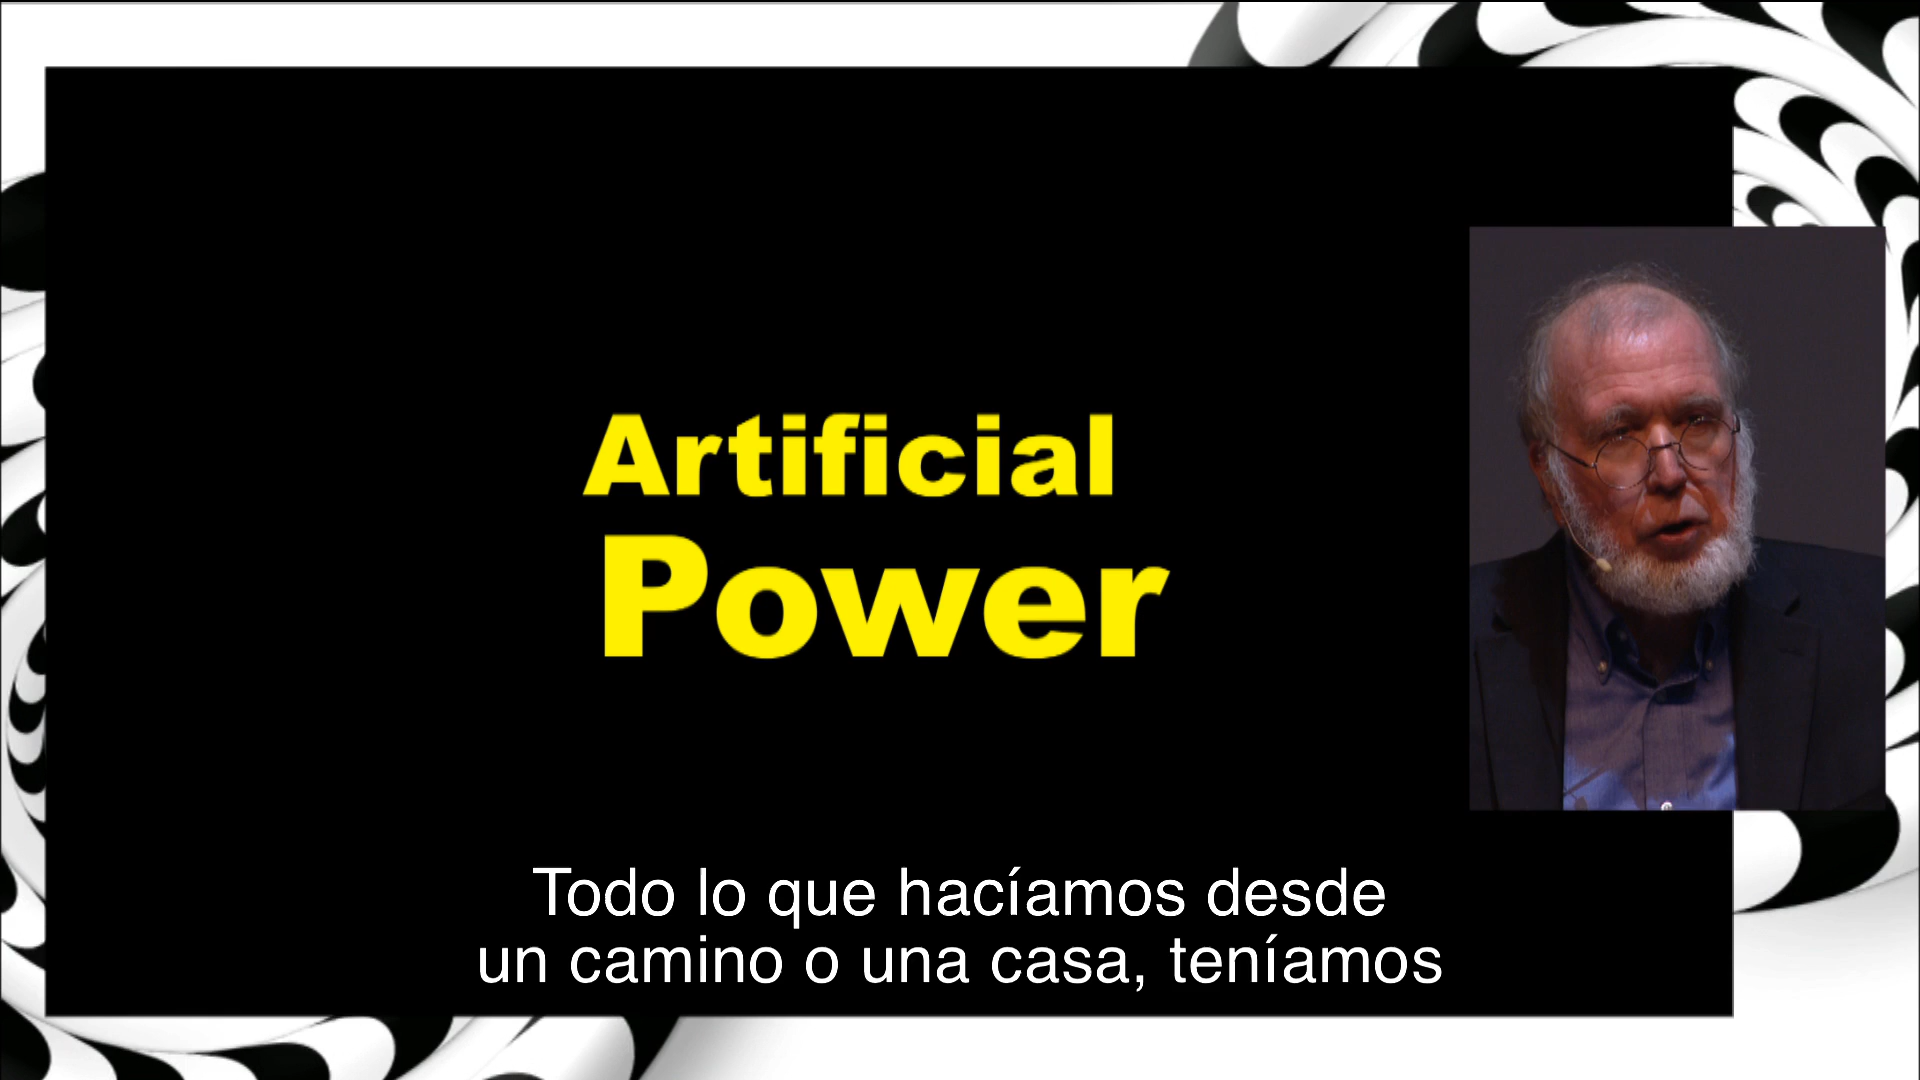 Artificial
Power
Todo lo que hacíamos desde
un camino o una casa, teníamos